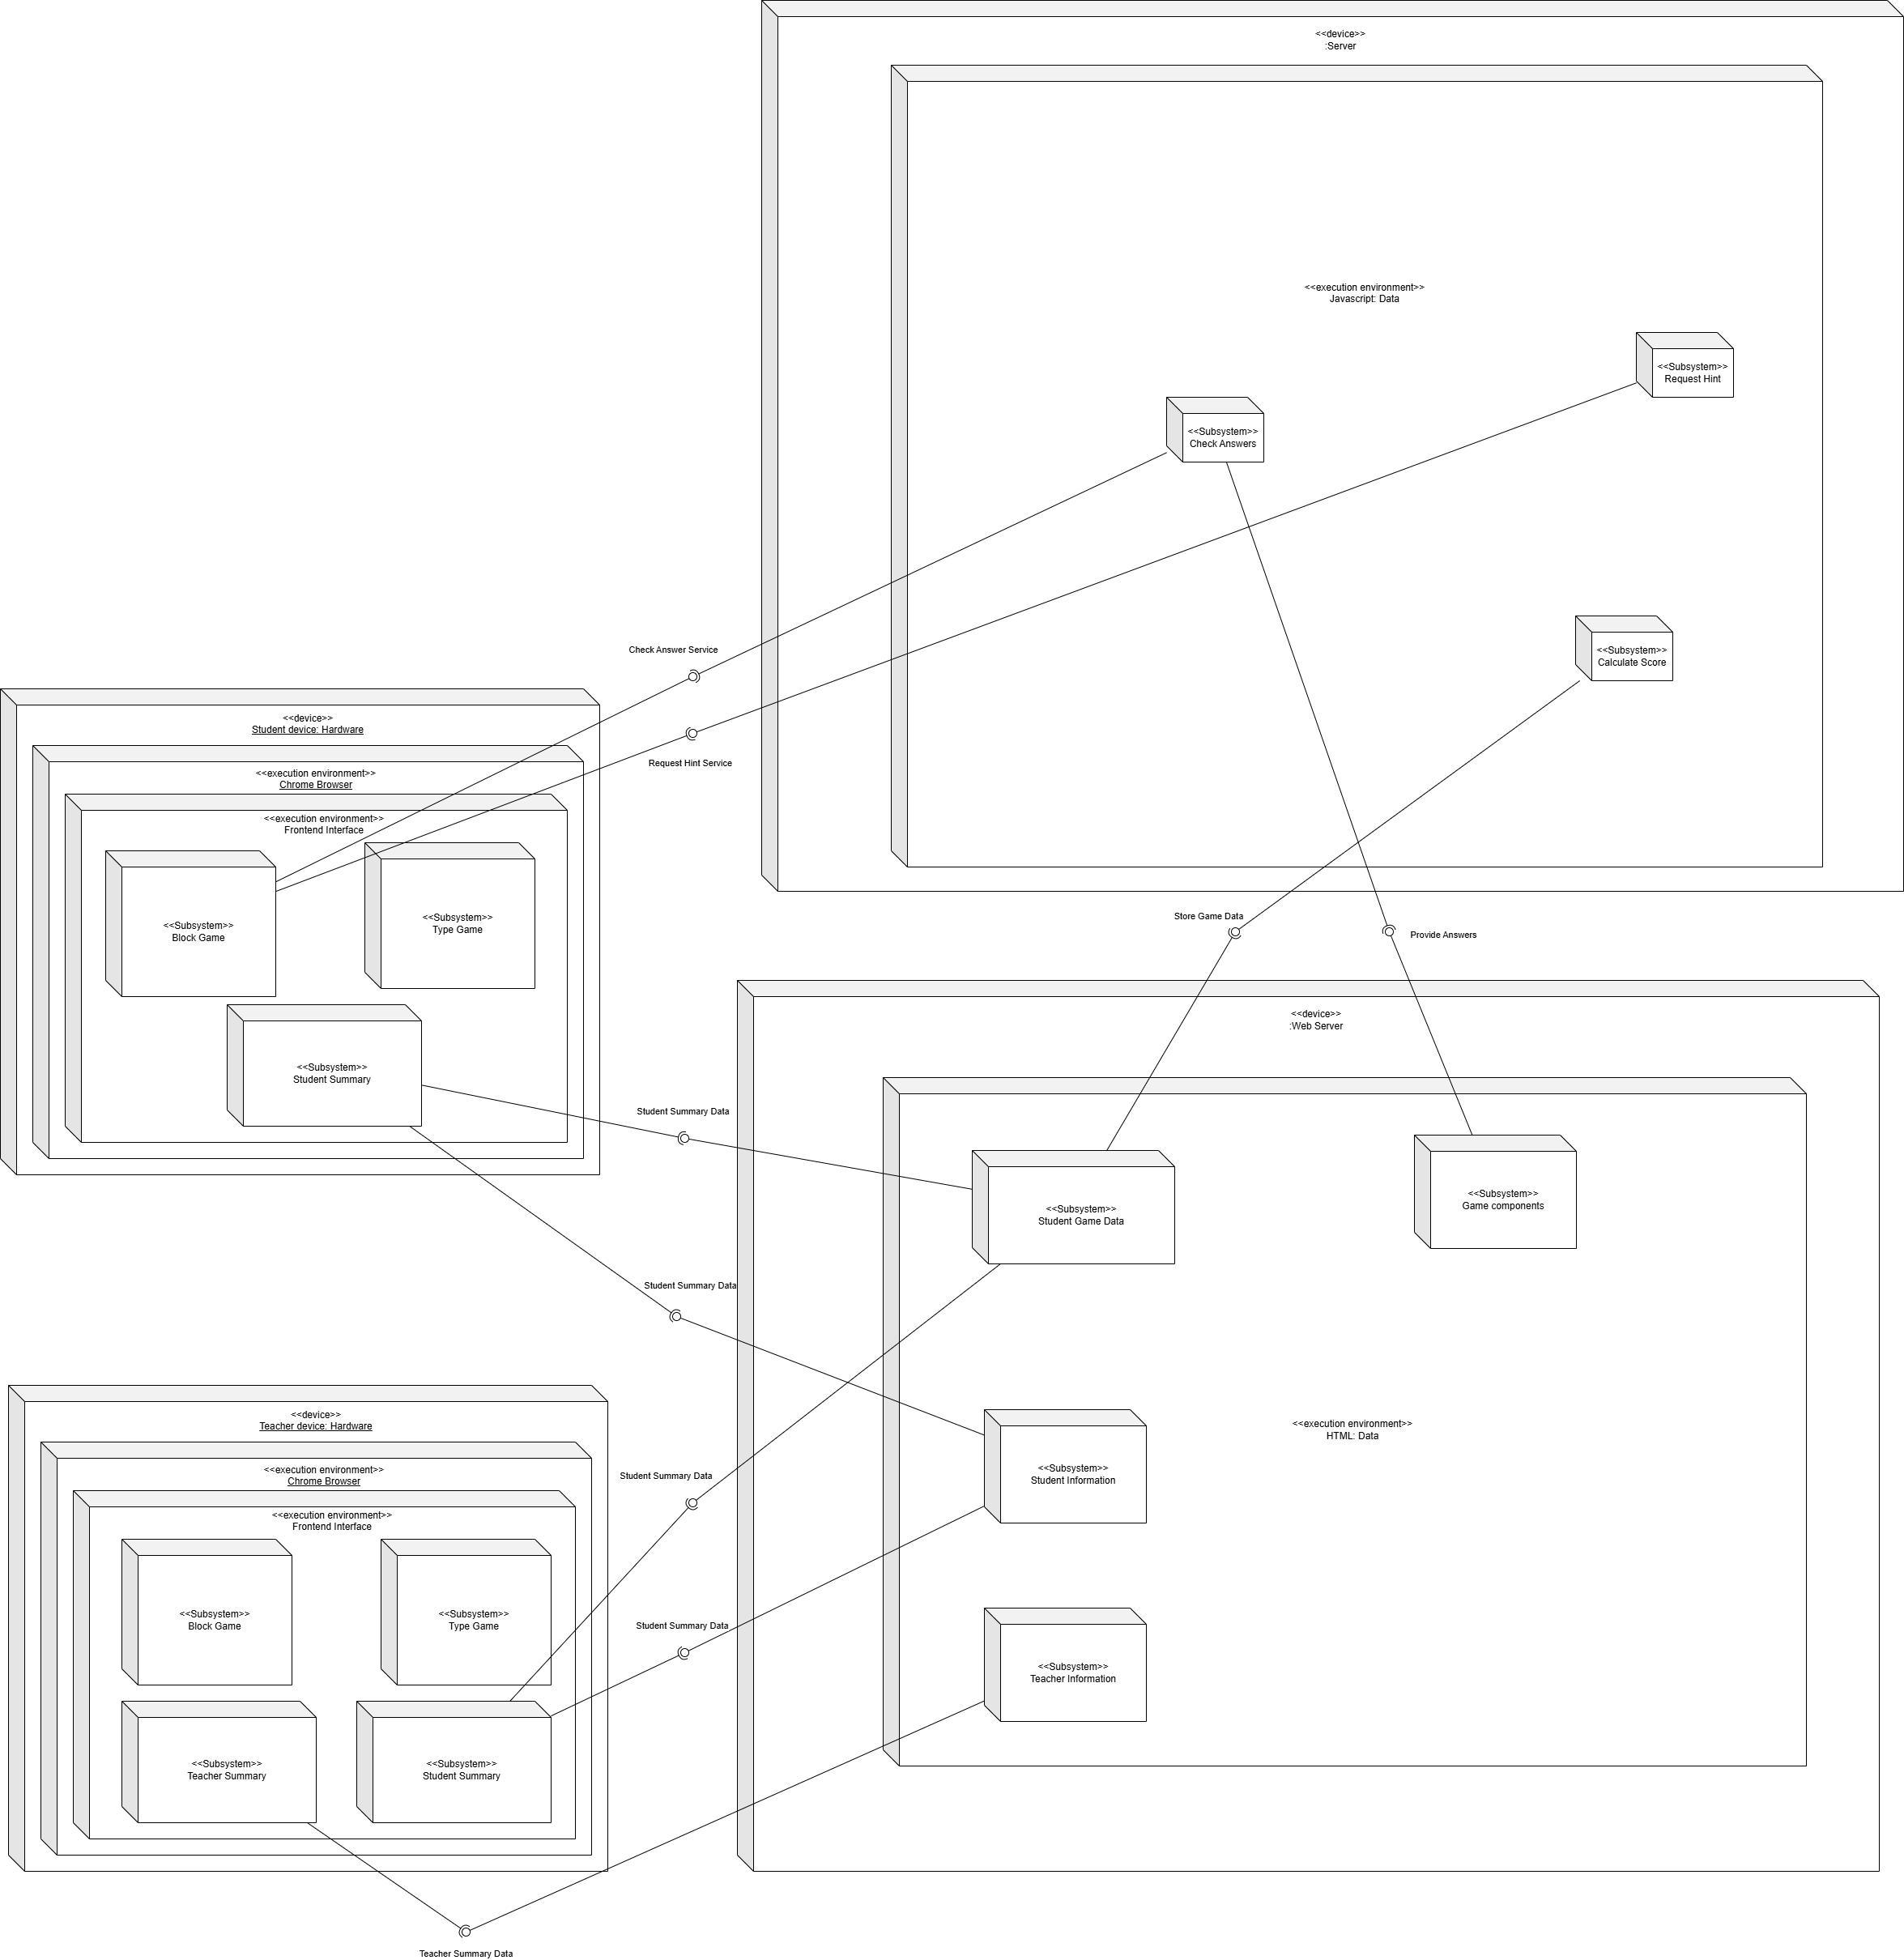 <<device>>
:Server
<<execution environment>>
Javascript: Data
<<Subsystem>>
Request Hint
<<Subsystem>>
Check Answers
<<Subsystem>>
Calculate Score
Check Answer Service
Request Hint Service
<<device>>
Student device: Hardware
<<execution environment>>
Chrome Browser
<<execution environment>>
Frontend Interface
<<Subsystem>>
Block Game
<<Subsystem>>
Type Game
<<Subsystem>>
Student Summary
Store Game Data
Provide Answers
<<device>>
:Web Server
Student Summary Data
<<Subsystem>>
Student Game Data
<<Subsystem>>
Game components
Student Summary Data
<<execution environment>>
HTML: Data
<<Subsystem>>
Student Information
<<Subsystem>>
Teacher Information
<<device>>
Teacher device: Hardware
<<execution environment>>
Chrome Browser
<<execution environment>>
Frontend Interface
<<Subsystem>>
Block Game
<<Subsystem>>
Type Game
<<Subsystem>>
Teacher Summary
<<Subsystem>>
Student Summary
Student Summary Data
Student Summary Data
Teacher Summary Data